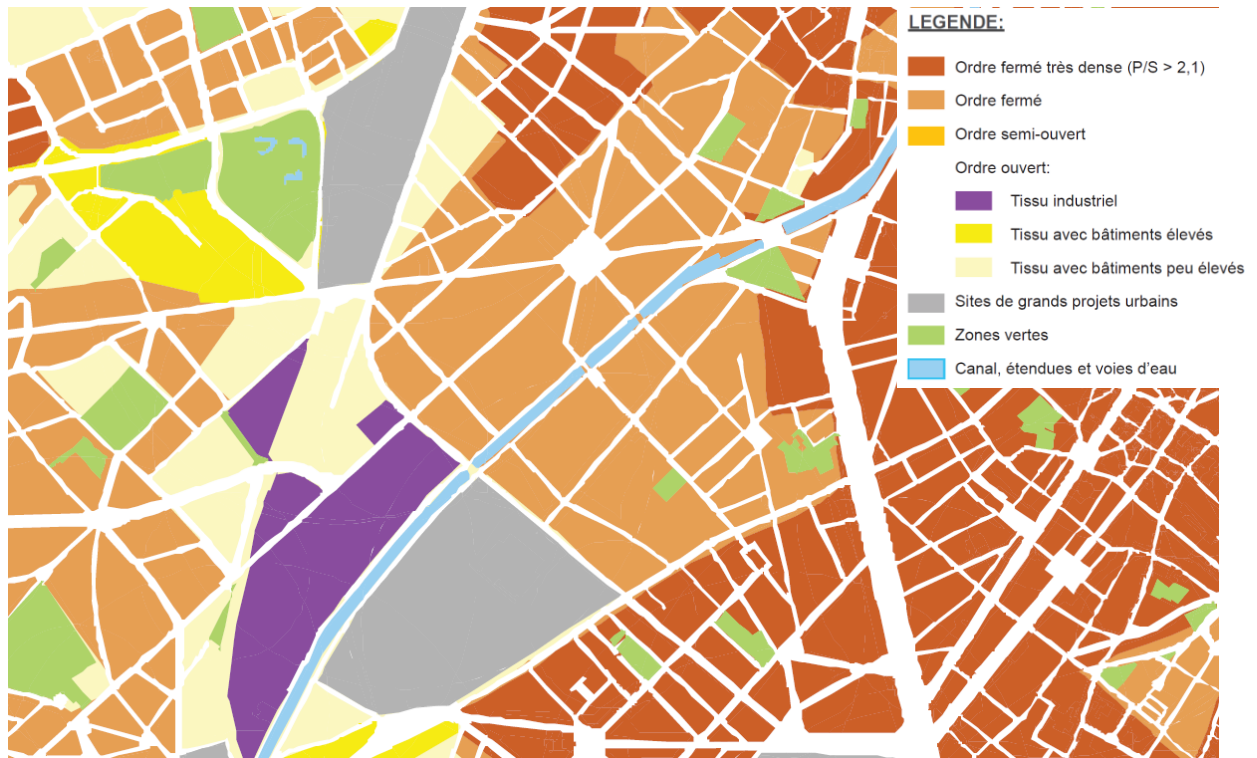 LEGENDE:
Ordre fermé très dense (P/S > 2,1)
Ordre fermé
Ordre semi-ouvert
Ordre ouvert:
Tissu industriel
Tissu avec bâtiments élevés
Tissu avec bâtiments peu élevés
Sites de grands projets urbains
Zones vertes
Canal, étendues et voies d'eau